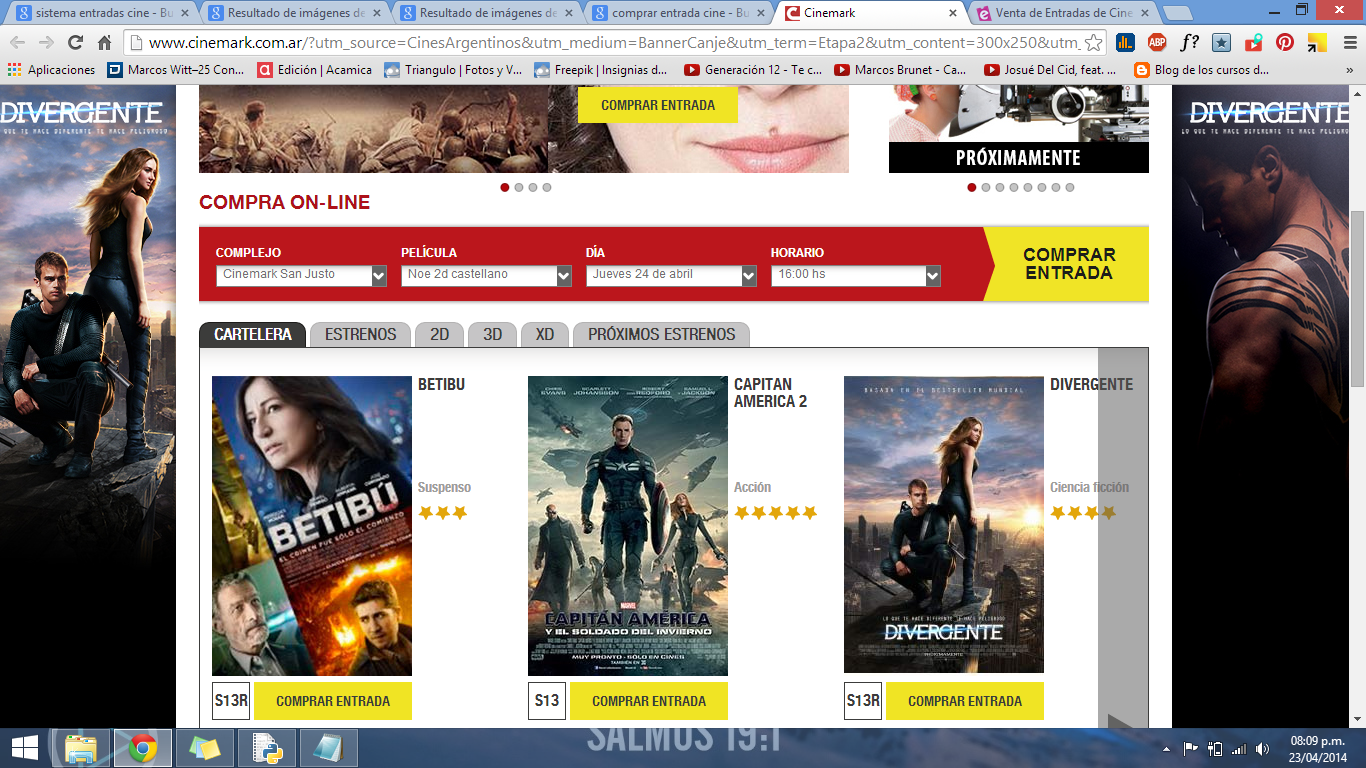 sistema entradas cine - Bu
Resultado de imágenes de
Resultado de imágenes de
comprar entrada cine - Bu
Cinemark
Venta de Entradas de Cine
www.cinemark.com.ar/?utm_source=CinesArgentinos&utm_medium=BannerCanje&utm_term=Etapa2&utm_content=300x250&utm_
ABP
f?
Aplicaciones
Marcos Witt–25 Con...
Edición | Acamica
Triangulo | Fotos y V...
Freepik | Insignias d...
Generación 12 - Te c...
Marcos Brunet - Ca...
Josué Del Cid, feat. ...
Blog de los cursos d...
»
DIVERGENTE
LO QUE TE HACE DIFERENTE TE HACE PELIGROSO
COMPRAR ENTRADA
PRÓXIMAMENTE
DIVERGENTE
LO QUE TE HACE DIFERENTE TE HACE PELIGRO
COMPRA ON-LINE
COMPLEJO
Cinemark San Justo
PELÍCULA
Noe 2d castellano
DÍA
Jueves 24 de abril
HORARIO
16:00 hs
COMPRAR
ENTRADA
CARTELERA
ESTRENOS
2D
3D
XD
PRÓXIMOS ESTRENOS
BETIBÚ
EL CRIMEN FUE SÓLO EL COMIENZO
BETIBU
Suspenso
S13R
COMPRAR ENTRADA
CHRIS EVANS
SCARLETT JOHANSSON
ROBERT REDFORD
SAMUEL L. JACKSON
MARVEL
CAPITÁN AMÉRICA
Y EL SOLDADO DEL INVIERNO
MUY PRONTO - SÓLO EN CINES
TAMBIÉN EN
CAPITAN
AMERICA 2
Acción
S13
COMPRAR ENTRADA
BASADA EN EL BESTSELLER MUNDIAL
LO QUE TE HACE DIFERENTE TE HACE PELIGROSO
DIVERGENTE
PRÓXIMAMENTE
DIVERGENTE
Ciencia ficción
S13R
COMPRAR ENTRADA
SALMOS 19:1
08:09 p.m.
23/04/2014